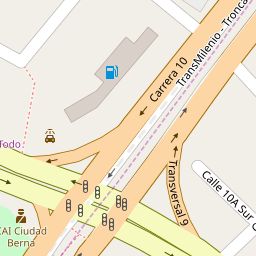 Carrera 10
TransMilenio - Tronca
Todo
Transversal 9
Calle 10A Sur
CAI Ciudad
Berna